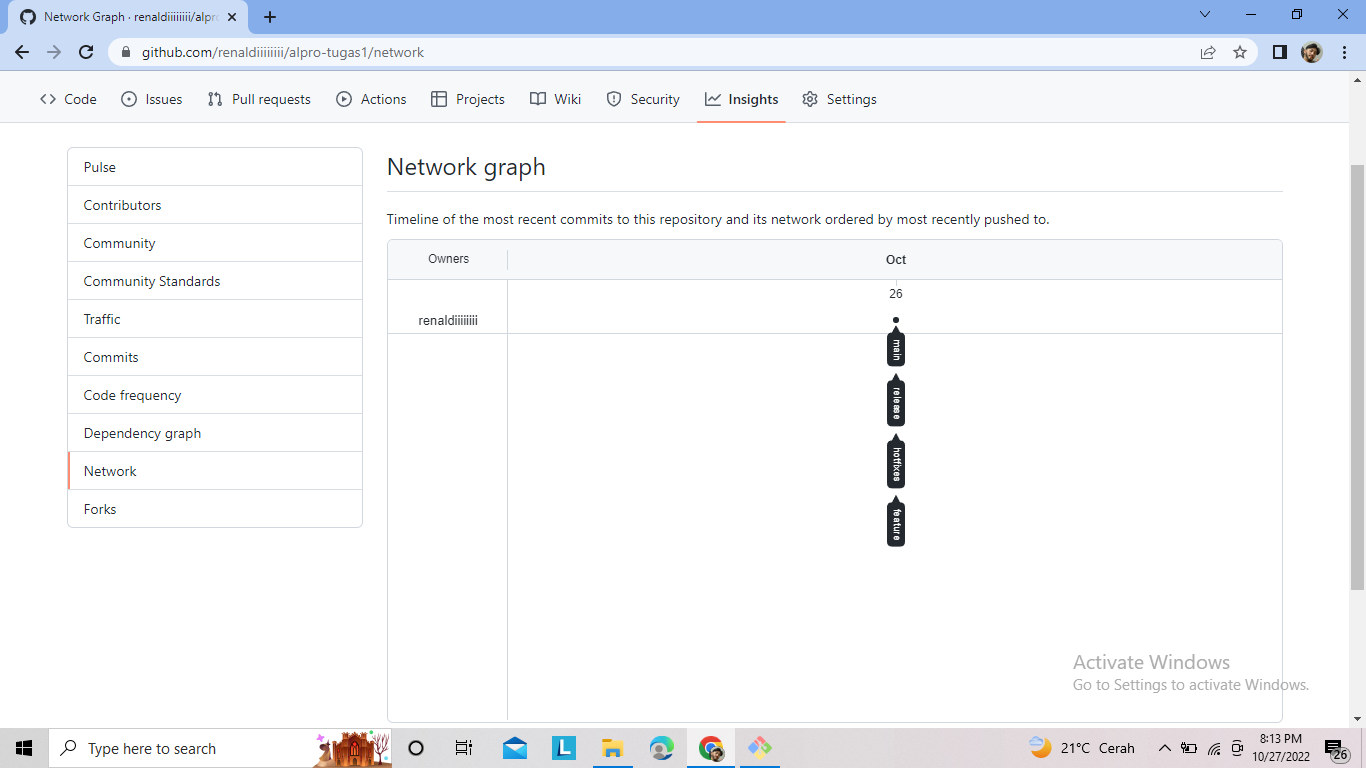 Network Graph · renaldiiiiiiii/alpro
github.com/renaldiiiiiiii/alpro-tugas1/network
Code
Issues
Pull requests
Actions
Projects
Wiki
Security
Insights
Settings
Pulse
Contributors
Community
Community Standards
Traffic
Commits
Code frequency
Dependency graph
Network
Forks
Network graph
Timeline of the most recent commits to this repository and its network ordered by most recently pushed to.
Owners
Oct
26
renaldiiiiiiii
main
release
hotfixes
feature
Activate Windows
Go to Settings to activate Windows.
Type here to search
L
21°C Cerah
8:13 PM
10/27/2022
26